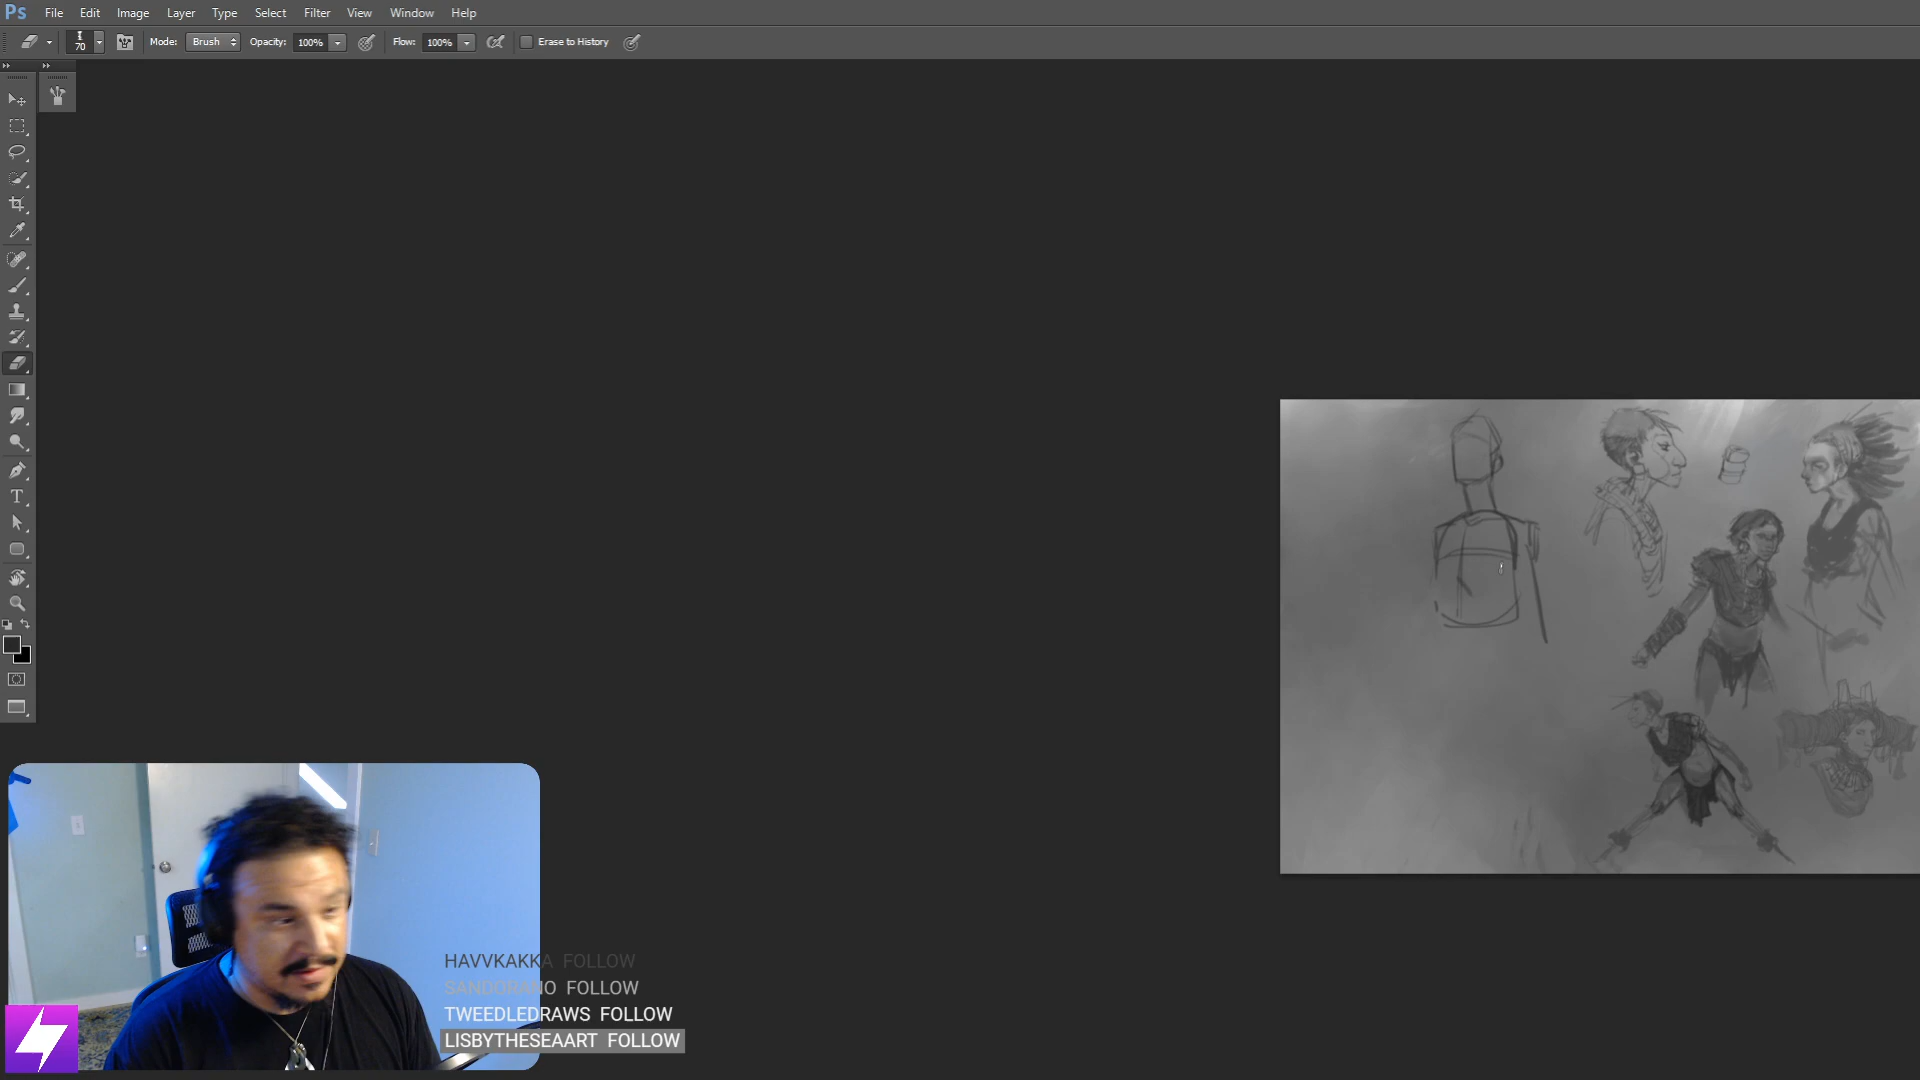 Ps File Edit Image Layer Type Select Filter View Window Help
70 Mode: Brush Opacity: 100% Flow: 100% Erase to History
T
HAVVKAKKA FOLLOW
SANDORANO FOLLOW
TWEEDLEDRAWS FOLLOW
LISBYTHESEAART FOLLOW